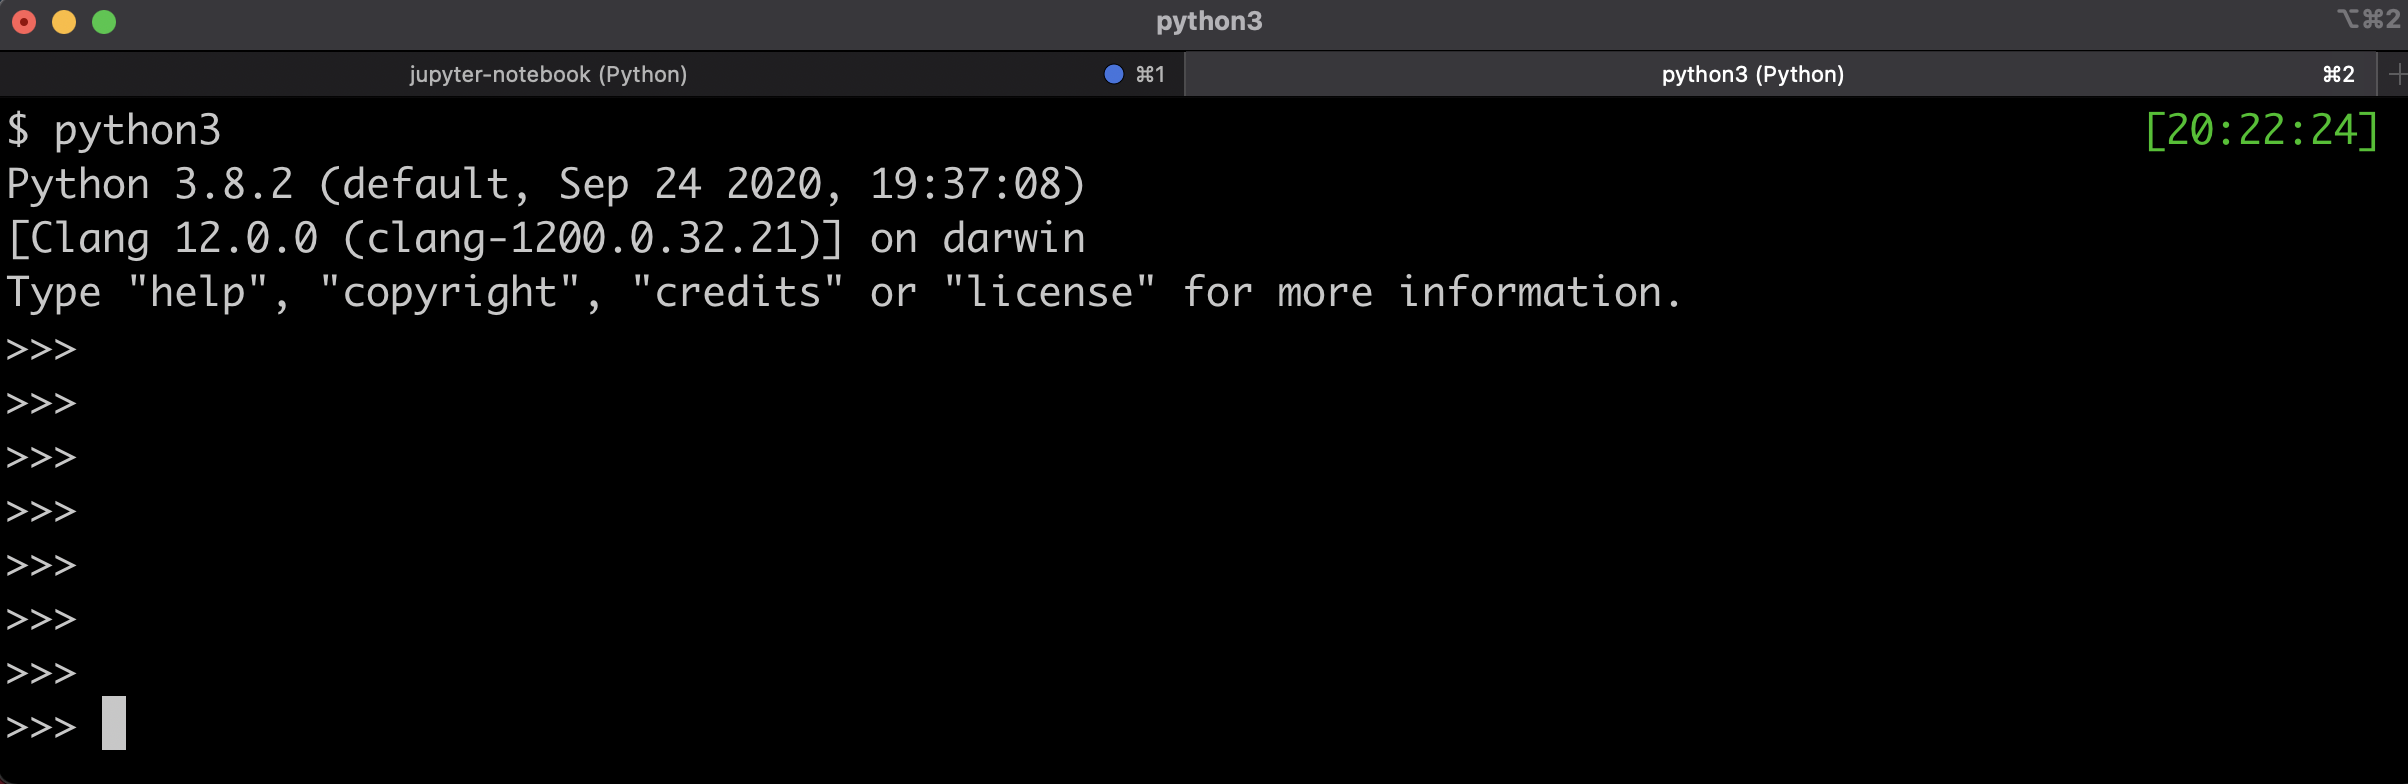 python3
⌥⌘2
jupyter-notebook (Python) ⌘1
python3 (Python) ⌘2
$ python3 [20:22:24]
Python 3.8.2 (default, Sep 24 2020, 19:37:08)
[Clang 12.0.0 (clang-1200.0.32.21)] on darwin
Type "help", "copyright", "credits" or "license" for more information.
>>>
>>>
>>>
>>>
>>>
>>>
>>>
>>>